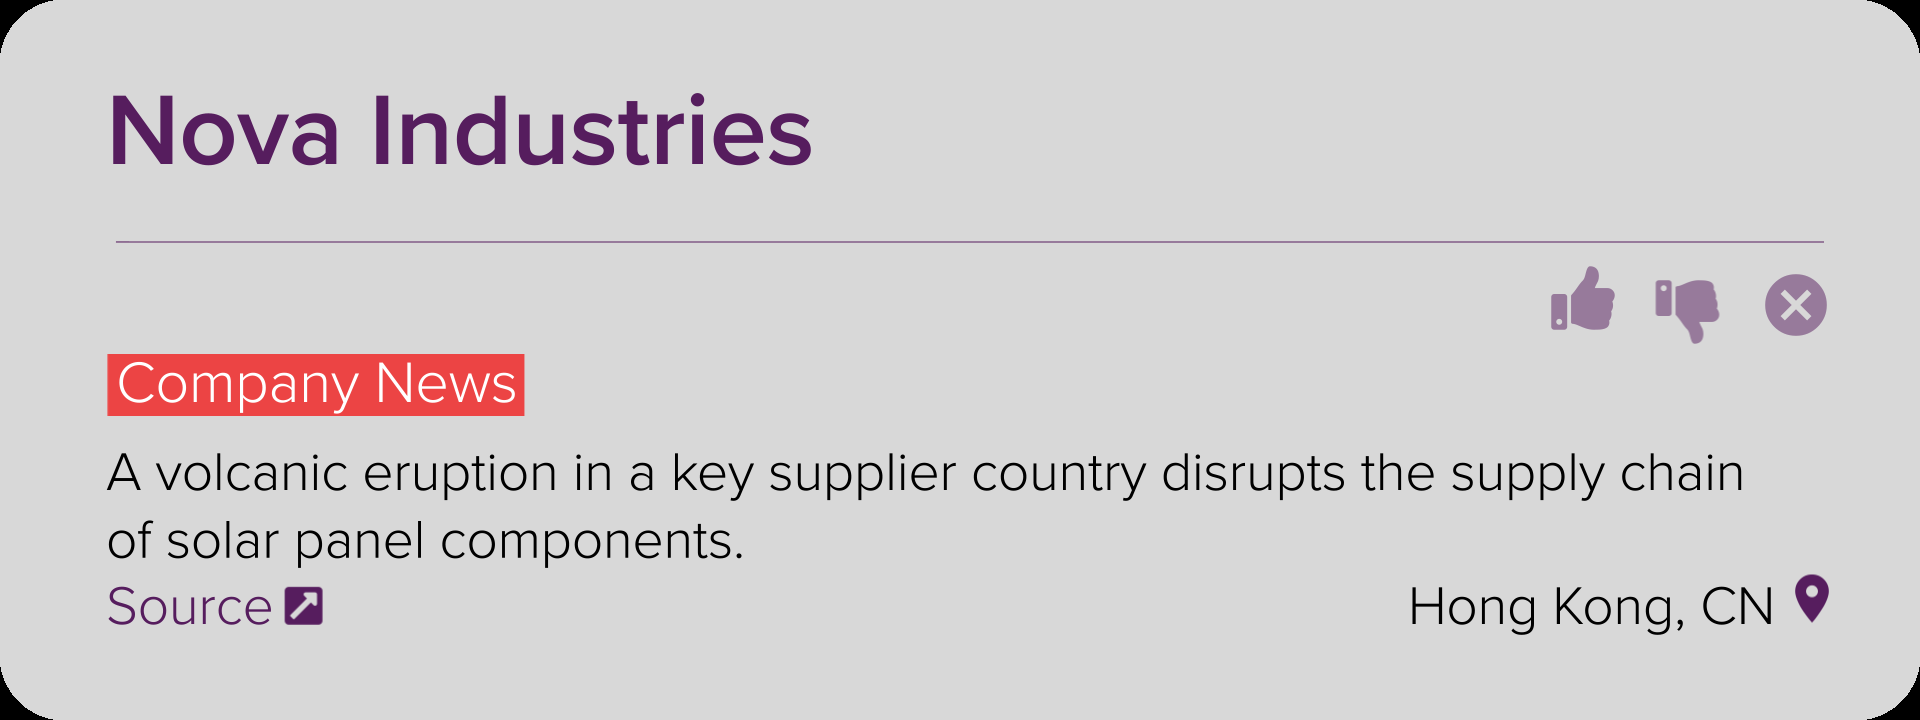 Nova Industries
Company News
A volcanic eruption in a key supplier country disrupts the supply chain
of solar panel components.
Source
Hong Kong, CN